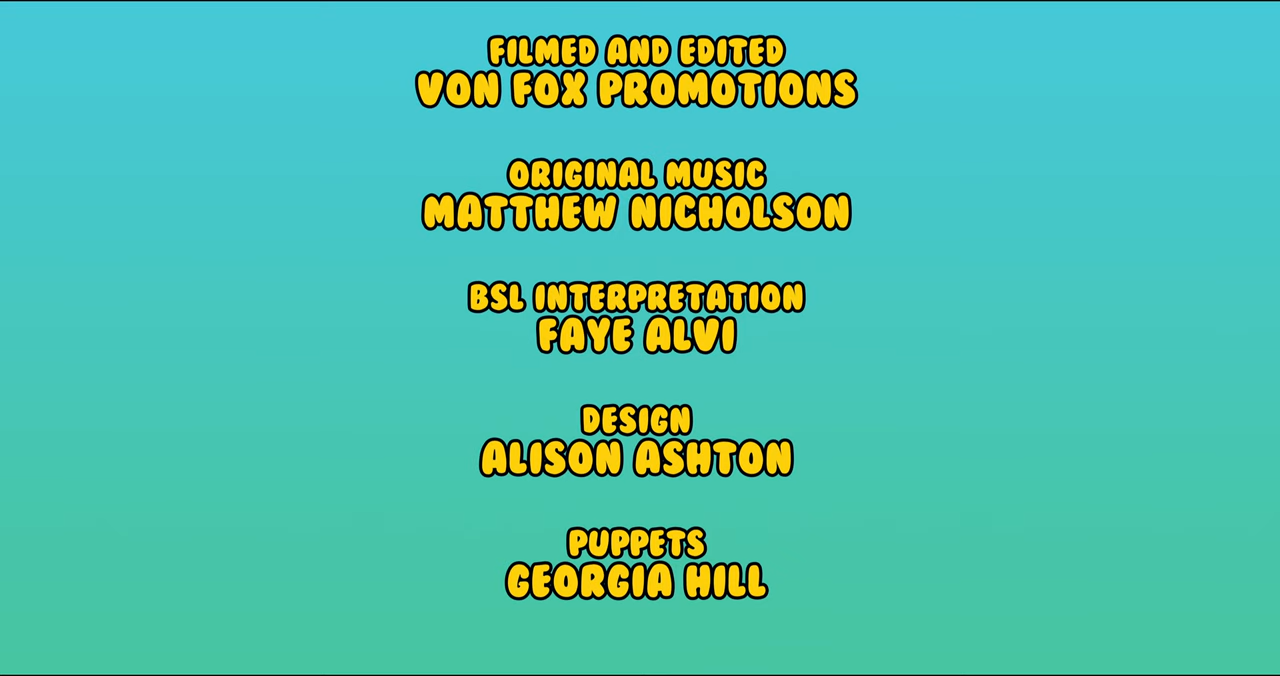 FILMED AND EDITED
VON FOX PROMOTIONS
ORIGINAL MUSIC
MATTHEW NICHOLSON
BSL INTERPRETATION
FAYE ALVI
DESIGN
ALISON ASHTON
PUPPETS
GEORGIA HILL